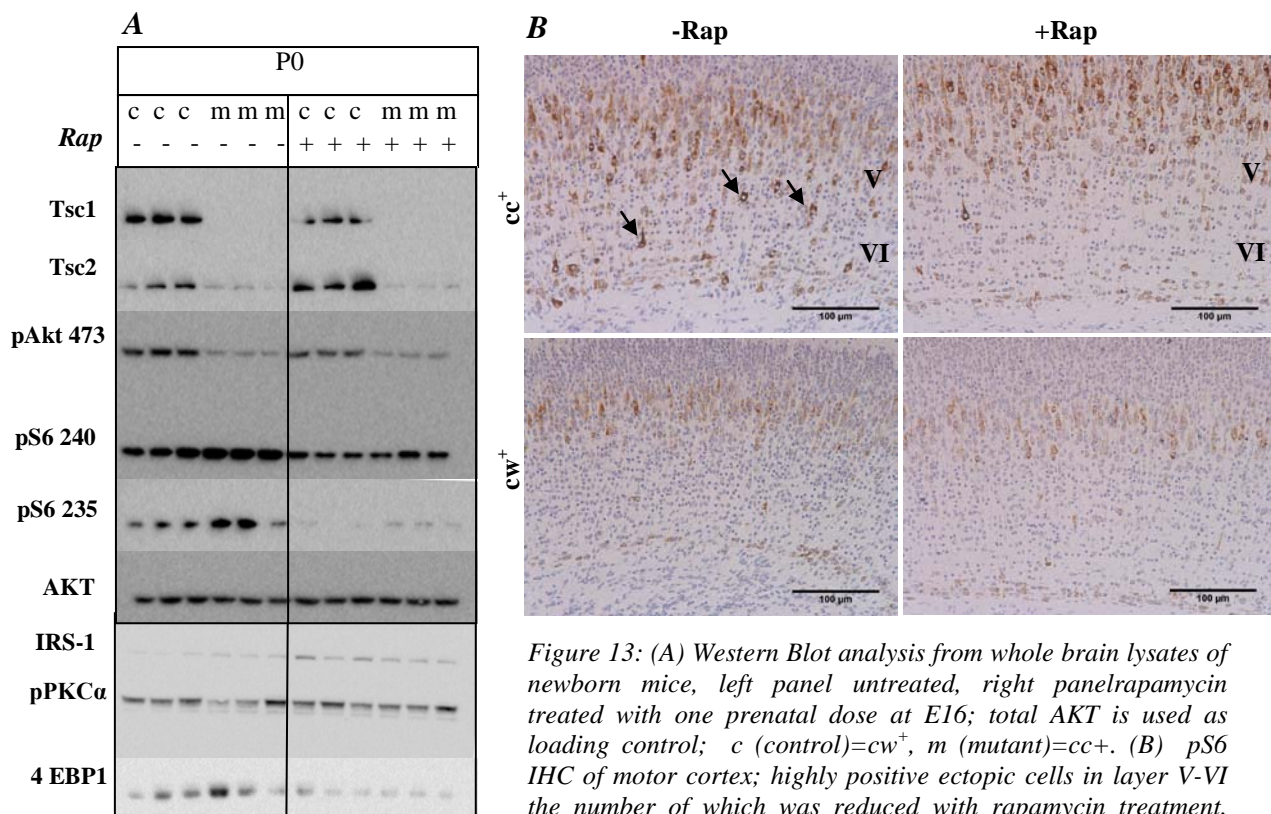 A
P0
c c c m m m c c c m m m
Rap - - - - - - + + + + + +
Tsc1
Tsc2
pAkt 473
pS6 240
pS6 235
AKT
IRS-1
pPKCα
4 EBP1
B
-Rap +Rap
cc⁺
V V
VI VI
100 µm 100 µm
cw⁺
100 µm 100 µm
Figure 13: (A) Western Blot analysis from whole brain lysates of
newborn mice, left panel untreated, right panelrapamycin
treated with one prenatal dose at E16; total AKT is used as
loading control; c (control)=cw⁺, m (mutant)=cc+. (B) pS6
IHC of motor cortex; highly positive ectopic cells in layer V-VI
the number of which was reduced with rapamycin treatment.